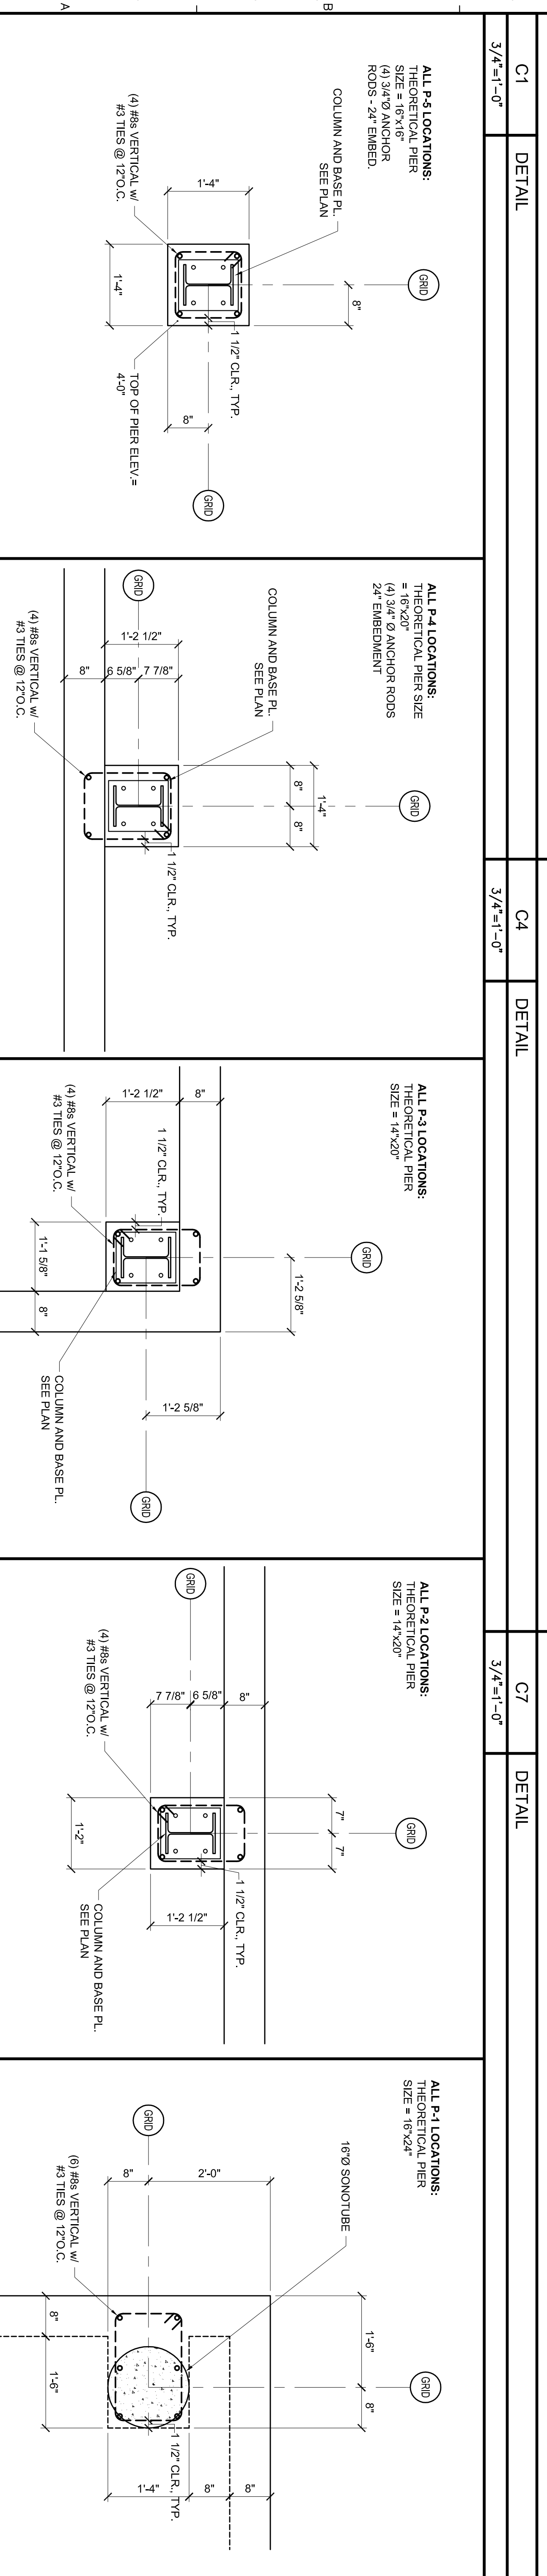 A
B
C1
DETAIL
3/4"=1'-0"
C4
DETAIL
3/4"=1'-0"
C7
DETAIL
3/4"=1'-0"
ALL P-5 LOCATIONS:
THEORETICAL PIER
SIZE = 16"x16"
(4) 3/4"Ø ANCHOR
RODS - 24" EMBED.
COLUMN AND BASE PL.
SEE PLAN
(4) #8s VERTICAL w/
#3 TIES @ 12"O.C.
1'-4"
1'-4"
GRID
8"
1 1/2" CLR., TYP.
8"
TOP OF PIER ELEV.=
4'-0"
GRID
ALL P-4 LOCATIONS:
THEORETICAL PIER SIZE
= 16"x20"
(4) 3/4" Ø ANCHOR RODS
24" EMBEDMENT
COLUMN AND BASE PL.
SEE PLAN
GRID
1'-2 1/2"
8"
6 5/8"
7 7/8"
(4) #8s VERTICAL w/
#3 TIES @ 12"O.C.
GRID
1'-4"
8"
8"
1 1/2" CLR., TYP.
ALL P-3 LOCATIONS:
THEORETICAL PIER
SIZE = 14"x20"
1'-2 1/2"
8"
(4) #8s VERTICAL w/
#3 TIES @ 12"O.C.
1 1/2" CLR., TYP.
GRID
1'-2 5/8"
1'-1 5/8"
8"
1'-2 5/8"
COLUMN AND BASE PL.
SEE PLAN
GRID
ALL P-2 LOCATIONS:
THEORETICAL PIER
SIZE = 14"x20"
GRID
7 7/8"
6 5/8"
8"
(4) #8s VERTICAL w/
#3 TIES @ 12"O.C.
GRID
7"
7"
1'-2"
1 1/2" CLR., TYP.
1'-2 1/2"
COLUMN AND BASE PL.
SEE PLAN
ALL P-1 LOCATIONS:
THEORETICAL PIER
SIZE = 16"x24"
16"Ø SONOTUBE
GRID
8"
2'-0"
(6) #8s VERTICAL w/
#3 TIES @ 12"O.C.
GRID
1'-6"
8"
8"
1'-6"
1 1/2" CLR., TYP.
1'-4"
8"
8"